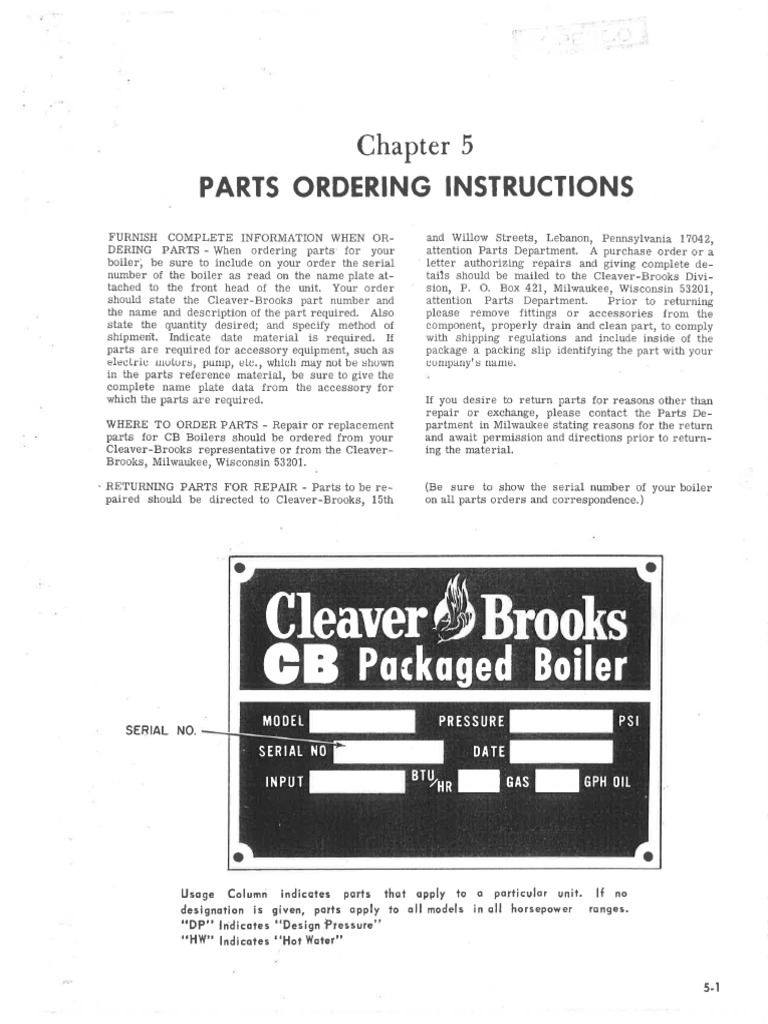 Chapter 5
PARTS ORDERING INSTRUCTIONS
FURNISH COMPLETE INFORMATION WHEN OR-
DERING PARTS - When ordering parts for your
boiler, be sure to include on your order the serial
number of the boiler as read on the name plate at-
tached to the front head of the unit. Your order
should state the Cleaver-Brooks part number and
the name and description of the part required. Also
state the quantity desired; and specify method of
shipment. Indicate date material is required. If
parts are required for accessory equipment, such as
electric motors, pump, etc., which may not be shown
in the parts reference material, be sure to give the
complete name plate data from the accessory for
which the parts are required.
WHERE TO ORDER PARTS - Repair or replacement
parts for CB Boilers should be ordered from your
Cleaver-Brooks representative or from the Cleaver-
Brooks, Milwaukee, Wisconsin 53201.
RETURNING PARTS FOR REPAIR - Parts to be re-
paired should be directed to Cleaver-Brooks, 15th
and Willow Streets, Lebanon, Pennsylvania 17042,
attention Parts Department. A purchase order or a
letter authorizing repairs and giving complete de-
tails should be mailed to the Cleaver-Brooks Divi-
sion, P. O. Box 421, Milwaukee, Wisconsin 53201,
attention Parts Department. Prior to returning
please remove fittings or accessories from the
component, properly drain and clean part, to comply
with shipping regulations and include inside of the
package a packing slip identifying the part with your
company's name.
If you desire to return parts for reasons other than
repair or exchange, please contact the Parts De-
partment in Milwaukee stating reasons for the return
and await permission and directions prior to return-
ing the material.
(Be sure to show the serial number of your boiler
on all parts orders and correspondence.)
Cleaver Brooks
CB Packaged Boiler
MODEL PRESSURE PSI
SERIAL NO.
SERIAL NO DATE
INPUT BTU/HR GAS GPH OIL
Usage Column indicates parts that apply to a particular unit. If no
designation is given, parts apply to all models in all horsepower ranges.
"DP" Indicates "Design Pressure"
"HW" Indicates "Hot Water"
5-1